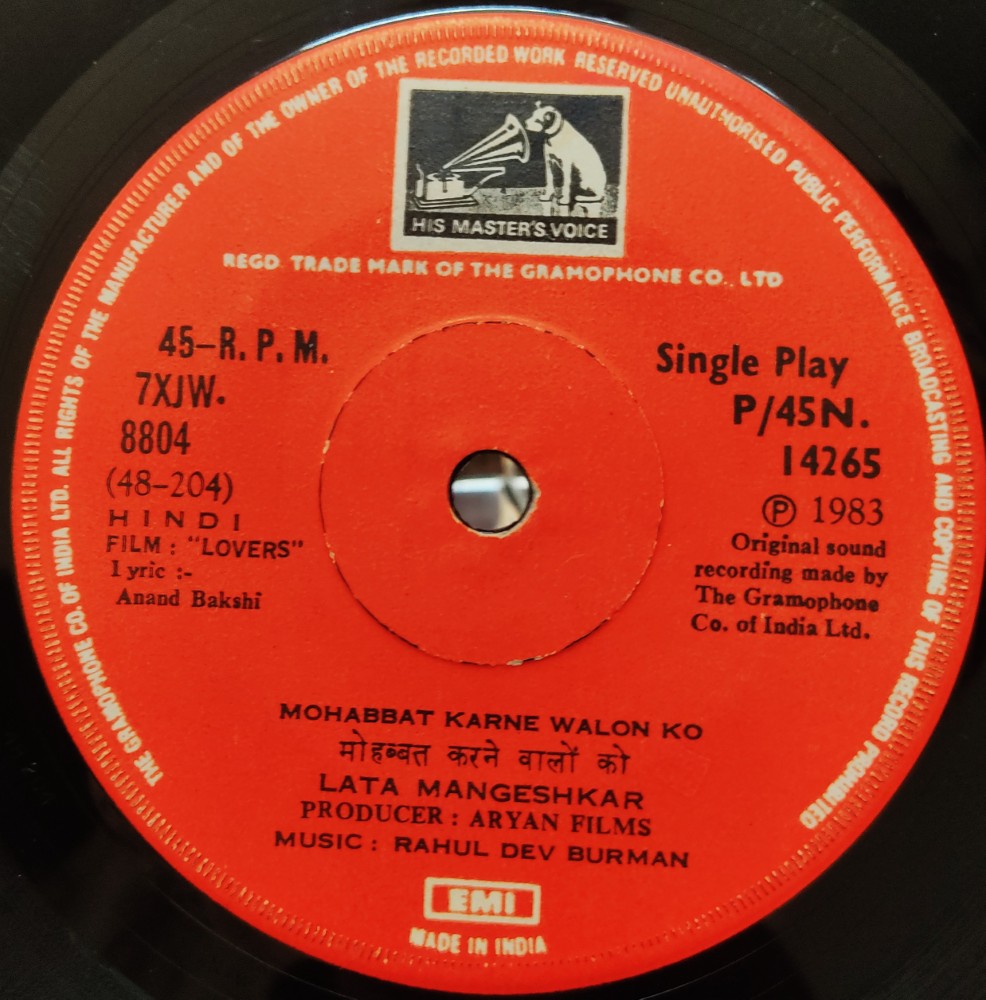 THE GRAMOPHONE CO. OF INDIA LTD. ALL RIGHTS OF THE MANUFACTURER AND OF THE OWNER OF THE RECORDED WORK RESERVED UNAUTHORISED PUBLIC PERFORMANCE BROADCASTING AND COPYING OF THIS RECORD PROHIBITED
HIS MASTER'S VOICE
REGD. TRADE MARK OF THE GRAMOPHONE CO., LTD
45-R. P. M.
7XJW.
8804
(48-204)
HINDI
FILM : "LOVERS"
Lyric :-
Anand Bakshi
Single Play
P/45N.
14265
Ⓟ 1983
Original sound
recording made by
The Gramophone
Co. of India Ltd.
MOHABBAT KARNE WALON KO
मोहब्बत करने वालों को
LATA MANGESHKAR
PRODUCER : ARYAN FILMS
MUSIC : RAHUL DEV BURMAN
EMI
MADE IN INDIA